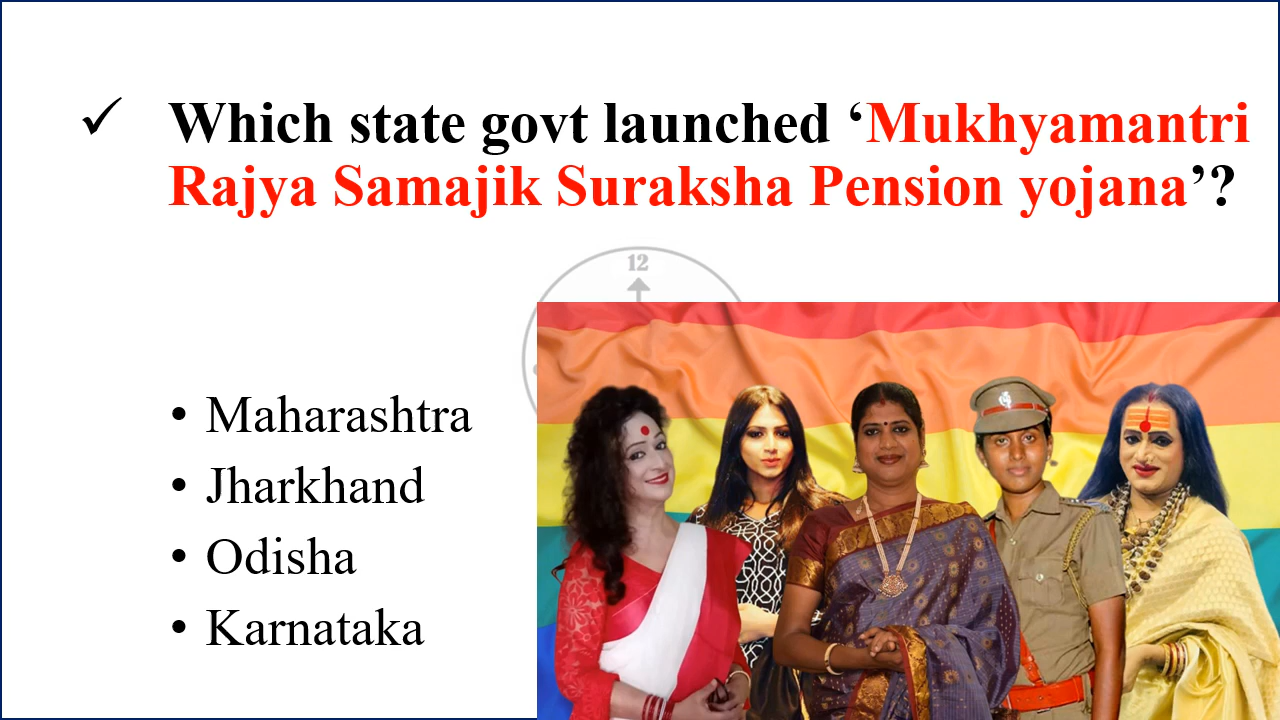 ✓ Which state govt launched ‘Mukhyamantri
Rajya Samajik Suraksha Pension yojana’?
12
• Maharashtra
• Jharkhand
• Odisha
• Karnataka